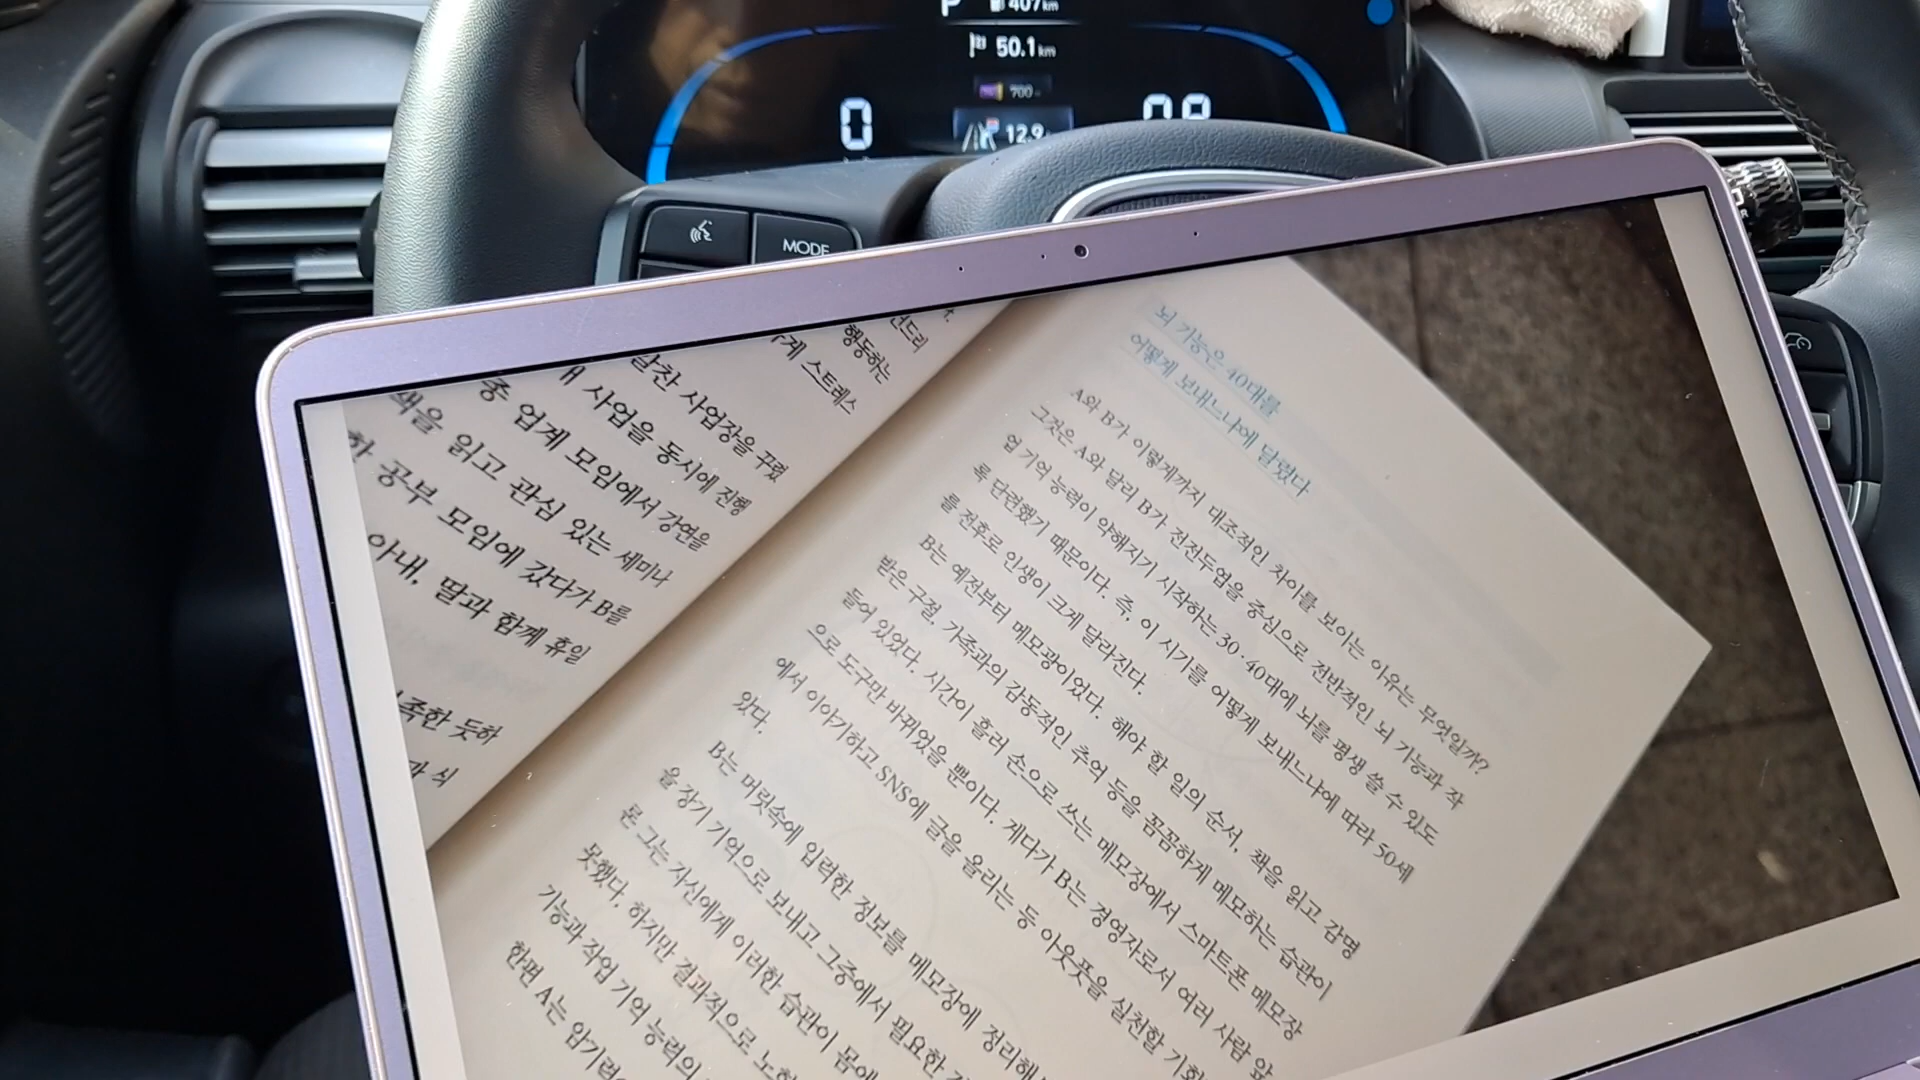 P
407km
50.1km
700
12.9
0
MODE
행동하는
게 스트레스
알찬 사업장을 꾸렸
개 사업을 동시에 진행
종 업계 모임에서 강연을
책을 읽고 관심 있는 세미나
한 공부 모임에 갔다가 B를
아내, 딸과 함께 휴일
족한 듯하
뇌 기능은 40대를
어떻게 보내느냐에 달렸다
A와 B가 이렇게까지 대조적인 차이를 보이는 이유는 무엇일까?
그것은 A와 달리 B가 전전두엽을 중심으로 전반적인 뇌 기능과 작
업 기억 능력이 약해지기 시작하는 30·40대에 뇌를 평생 쓸 수 있도
록 단련했기 때문이다. 즉, 이 시기를 어떻게 보내느냐에 따라 50세
를 전후로 인생이 크게 달라진다.
B는 예전부터 메모광이었다. 해야 할 일의 순서, 책을 읽고 감명
받은 구절, 가족과의 감동적인 추억 등을 꼼꼼하게 메모하는 습관이
들어 있었다. 시간이 흘러 손으로 쓰는 메모장에서 스마트폰 메모장
으로 도구만 바뀌었을 뿐이다. 게다가 B는 경영자로서 여러 사람 앞
에서 이야기하고 SNS에 글을 올리는 등 아웃풋을 실천할 기회
았다.
B는 머릿속에 입력한 정보를 메모장에 정리해
을 장기 기억으로 보내고 그중에서 필요한
론 그는 자신에게 이러한 습관이 몸에
못했다. 하지만 결과적으로 노화
기능과 작업 기억 능력의
한편 A는 암기력